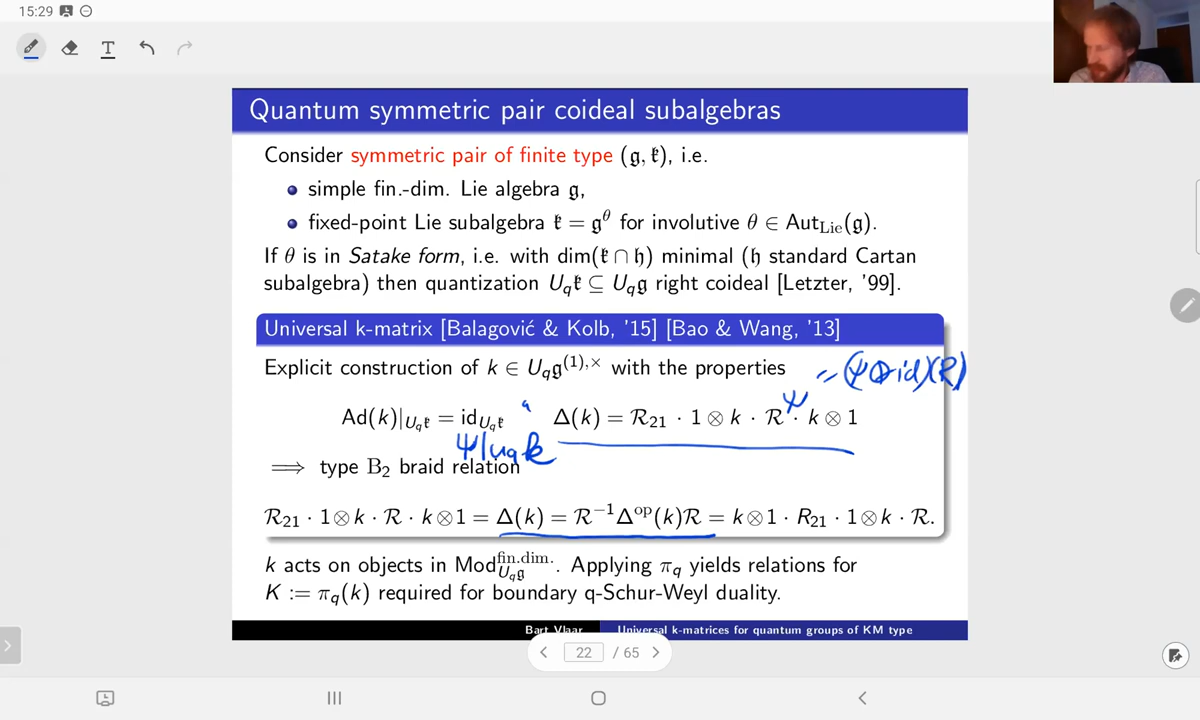 15:29
Quantum symmetric pair coideal subalgebras
Consider symmetric pair of finite type (𝔤, 𝔨), i.e.
simple fin.-dim. Lie algebra 𝔤,
fixed-point Lie subalgebra 𝔨 = 𝔤^θ for involutive θ ∈ Aut_Lie(𝔤).
If θ is in Satake form, i.e. with dim(𝔨 ∩ 𝔥) minimal (𝔥 standard Cartan
subalgebra) then quantization U_q𝔨 ⊆ U_q𝔤 right coideal [Letzter, '99].
Universal k-matrix [Balagović & Kolb, '15] [Bao & Wang, '13]
Explicit construction of k ∈ U_q𝔤^{(1),×} with the properties
= (ψ⊗id)(R)
Ad(k)|_{U_q𝔨} = id_{U_q𝔨} Δ(k) = R_21 · 1 ⊗ k · R^ψ · k ⊗ 1
ψ|_{U_q k}
⟹ type B_2 braid relation
R_21 · 1⊗k · R · k⊗1 = Δ(k) = R^{-1}Δ^{op}(k)R = k⊗1 · R_21 · 1⊗k · R.
k acts on objects in Mod^{fin.dim.}_{U_q𝔤}. Applying π_q yields relations for
K := π_q(k) required for boundary q-Schur-Weyl duality.
Bart Vlaar Universal k-matrices for quantum groups of KM type
22 / 65